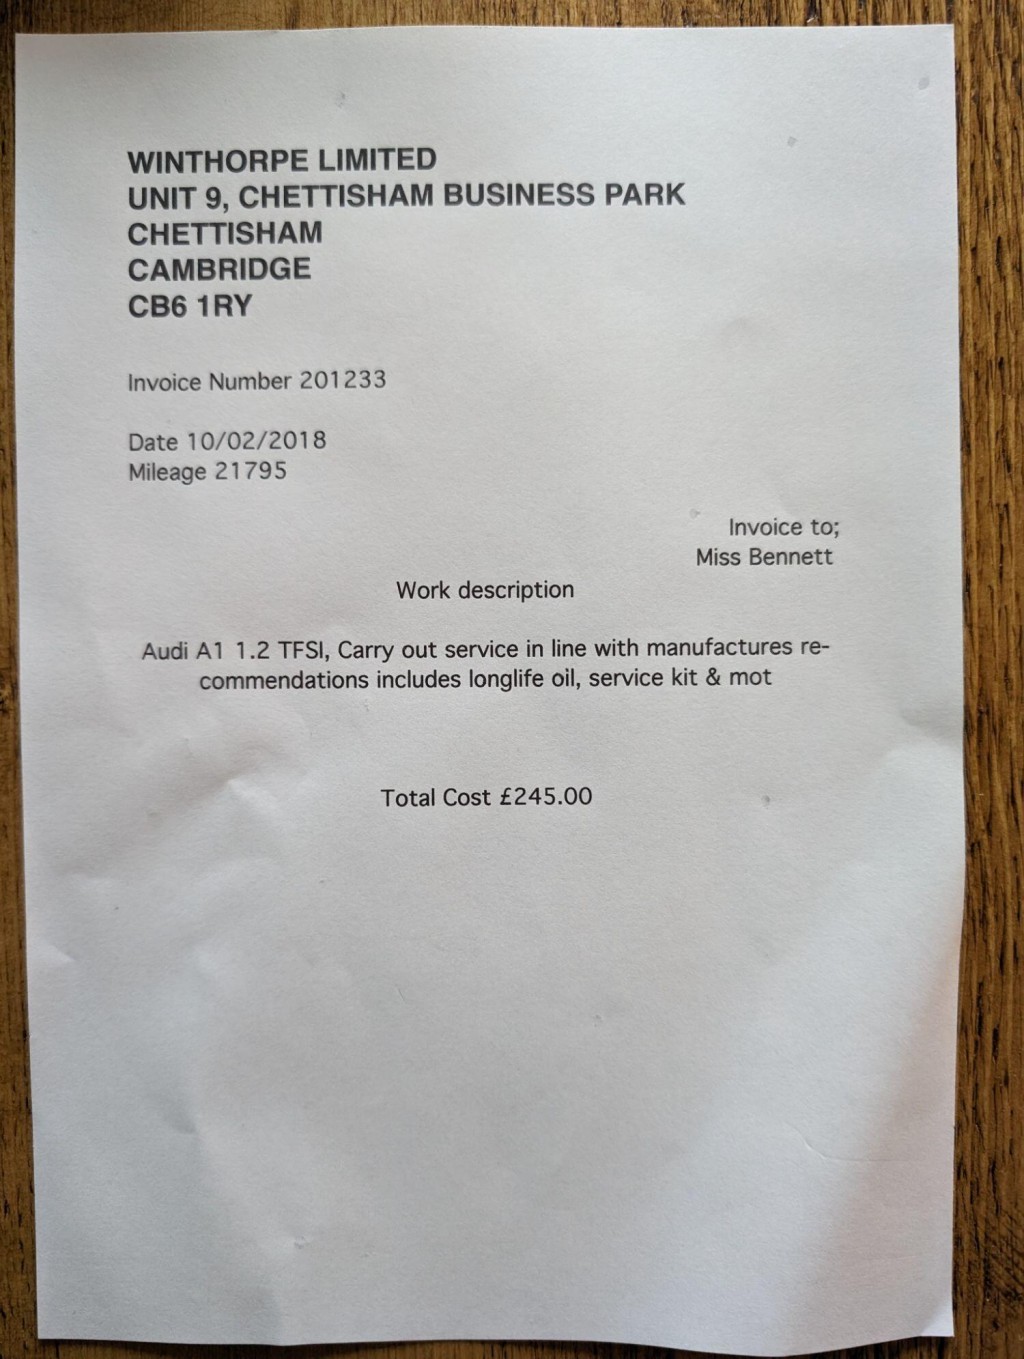 WINTHORPE LIMITED
UNIT 9, CHETTISHAM BUSINESS PARK
CHETTISHAM
CAMBRIDGE
CB6 1RY
Invoice Number 201233
Date 10/02/2018
Mileage 21795
Invoice to;
Miss Bennett
Work description
Audi A1 1.2 TFSI, Carry out service in line with manufactures re-
commendations includes longlife oil, service kit & mot
Total Cost £245.00